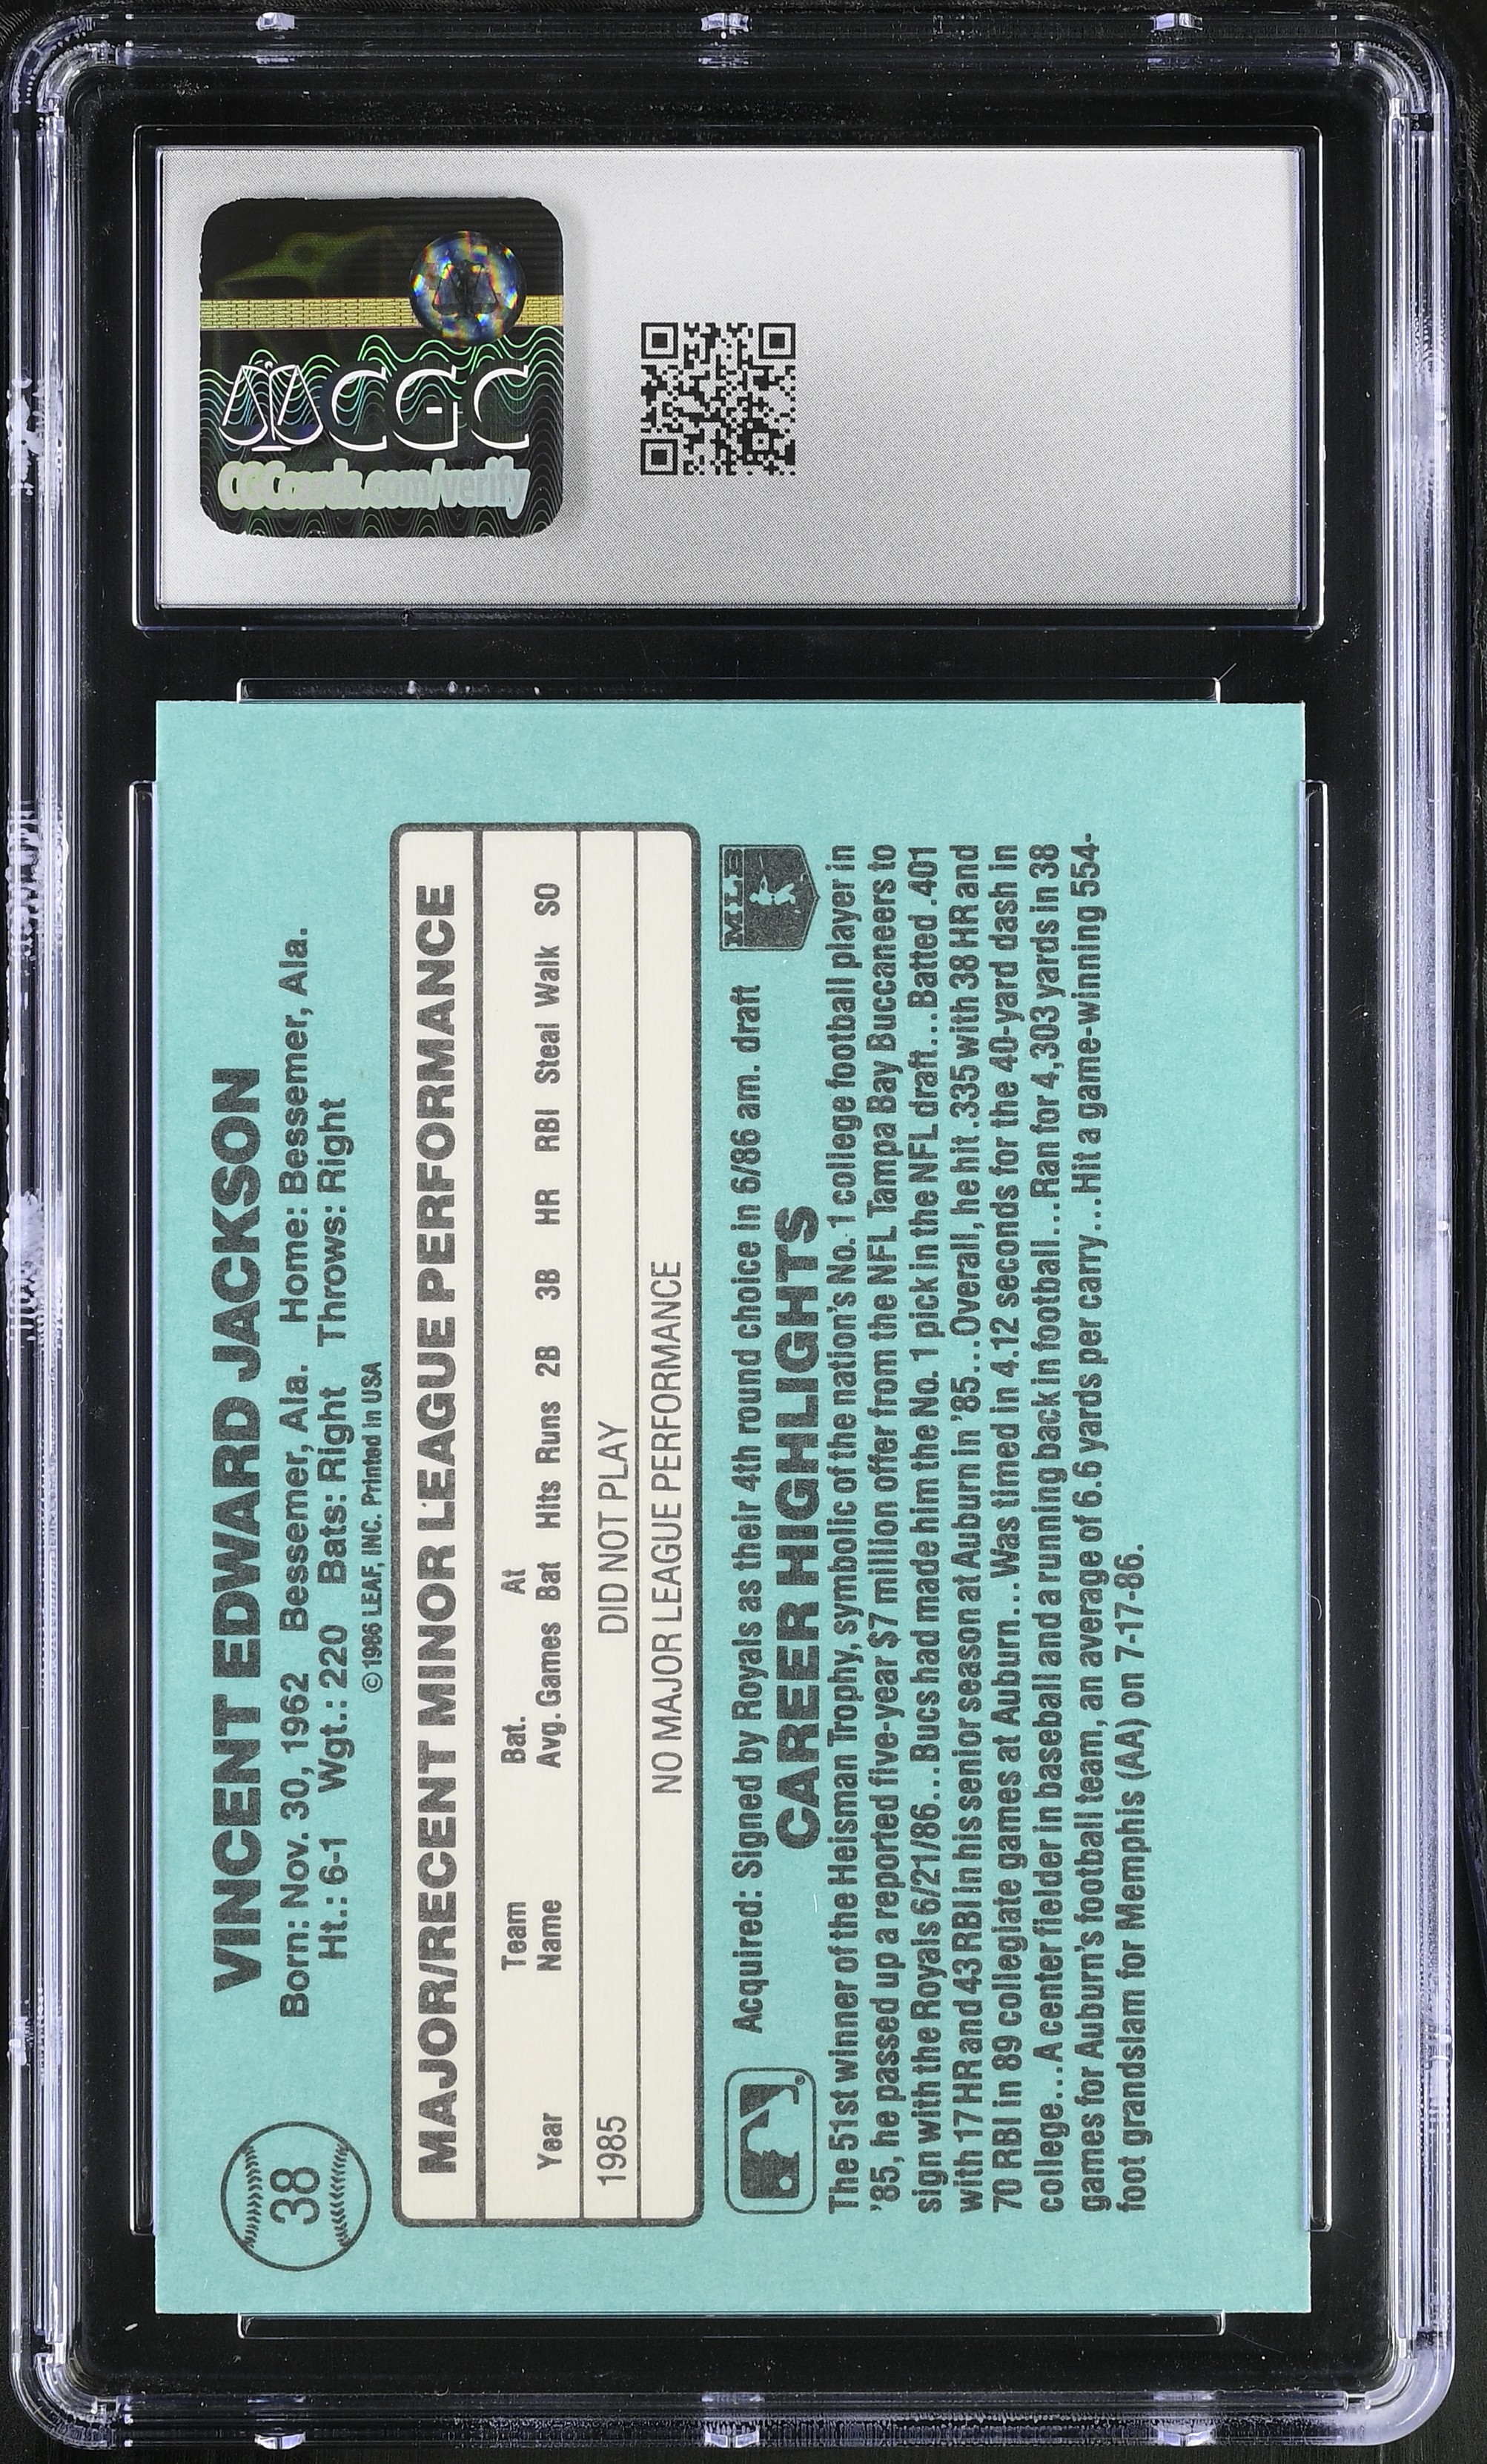 CGC
CGCcards.com/verify
38
VINCENT EDWARD JACKSON
Born: Nov. 30, 1962 Bessemer, Ala. Home: Bessemer, Ala.
Ht.: 6-1 Wgt.: 220 Bats: Right Throws: Right
©1986 LEAF, INC. Printed in USA
MAJOR/RECENT MINOR LEAGUE PERFORMANCE
Team Bat. At
Year Name Avg. Games Bat Hits Runs 2B 3B HR RBI Steal Walk SO
1985 DID NOT PLAY
NO MAJOR LEAGUE PERFORMANCE
Acquired: Signed by Royals as their 4th round choice in 6/86 am. draft
MLB
CAREER HIGHLIGHTS
The 51st winner of the Heisman Trophy, symbolic of the nation's No. 1 college football player in
'85, he passed up a reported five-year $7 million offer from the NFL Tampa Bay Buccaneers to
sign with the Royals 6/21/86...Bucs had made him the No. 1 pick in the NFL draft...Batted .401
with 17 HR and 43 RBI in his senior season at Auburn in '85...Overall, he hit .335 with 38 HR and
70 RBI in 89 collegiate games at Auburn...Was timed in 4.12 seconds for the 40-yard dash in
college...A center fielder in baseball and a running back in football...Ran for 4,303 yards in 38
games for Auburn's football team, an average of 6.6 yards per carry...Hit a game-winning 554-
foot grandslam for Memphis (AA) on 7-17-86.